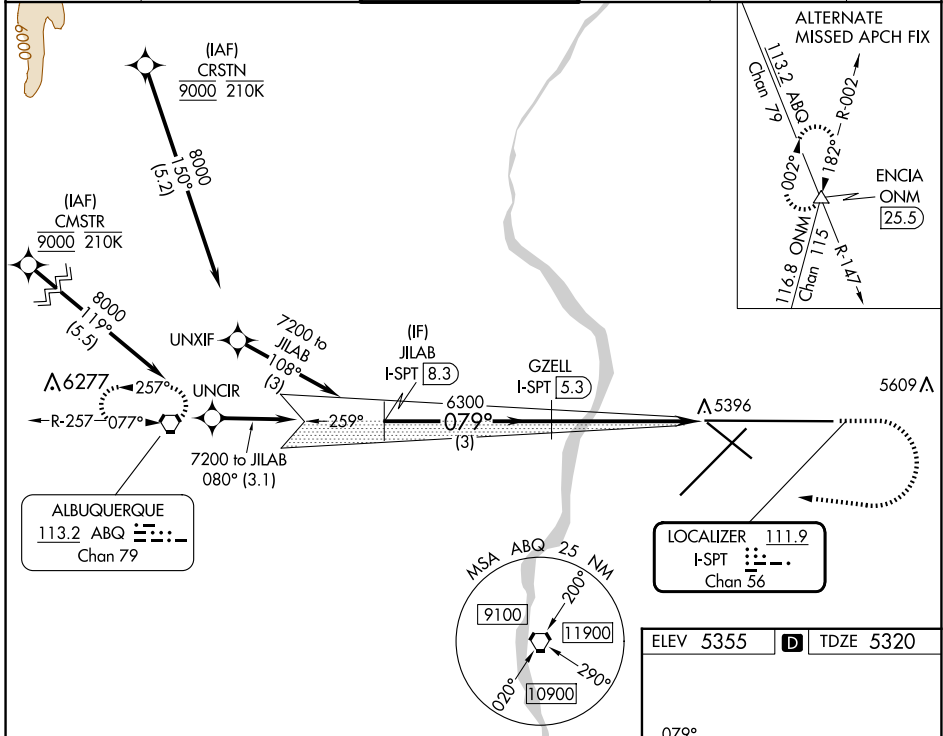 6000
(IAF)
CRSTN
9000 210K
8000
150°
(5.2)
(IAF)
CMSTR
9000 210K
8000
119°
(5.5)
6277
257°
R-257
077°
UNXIF
7200 to
JILAB
108°
(3)
UNCIR
7200 to JILAB
080° (3.1)
259°
(IF)
JILAB
I-SPT 8.3
GZELL
I-SPT 5.3
6300
079°
(3)
5396
5609
ALTERNATE
MISSED APCH FIX
113.2 ABQ
Chan 79
R-002
002°
182°
ENCIA
ONM
25.5
116.8 ONM
Chan 115
R-147
ALBUQUERQUE
113.2 ABQ
Chan 79
LOCALIZER 111.9
I-SPT
Chan 56
MSA ABQ 25 NM
200°
9100
11900
290°
020°
10900
ELEV 5355 D TDZE 5320
079°